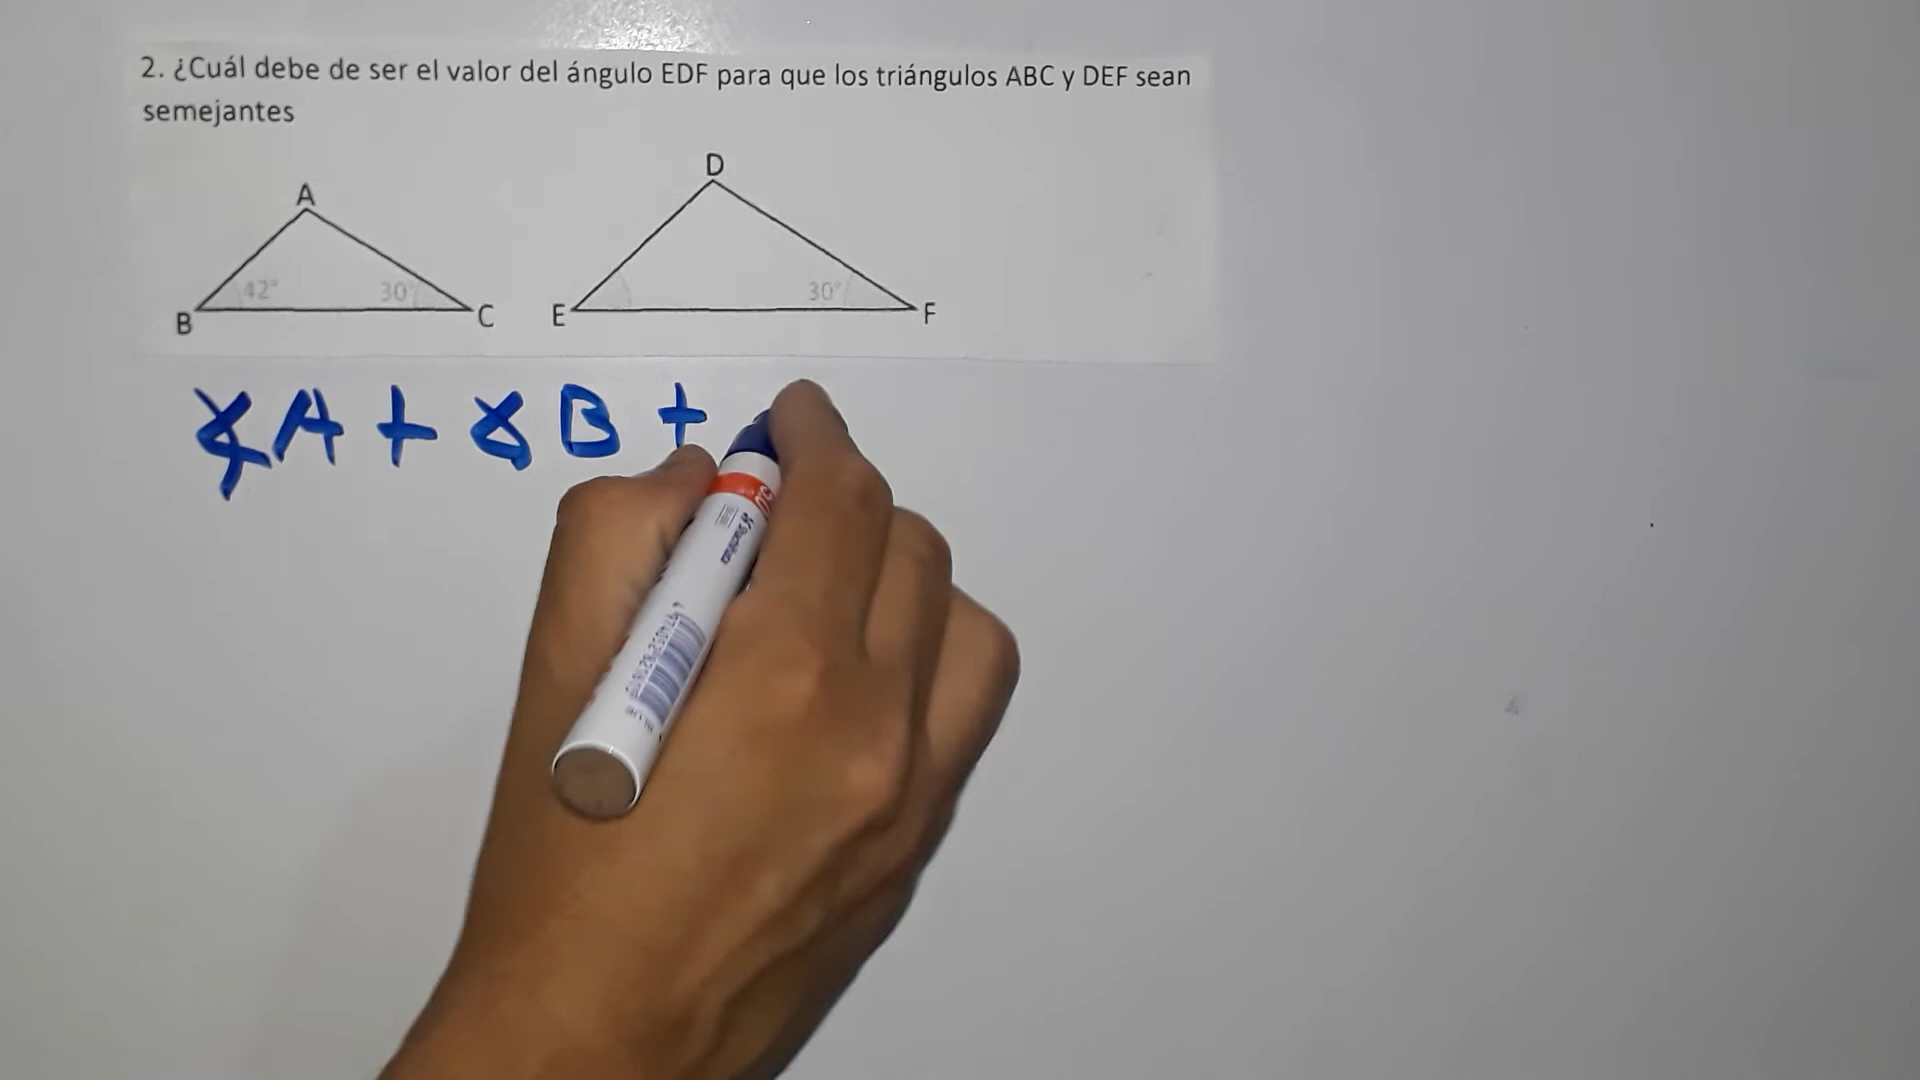 2. ¿Cuál debe de ser el valor del ángulo EDF para que los triángulos ABC y DEF sean
semejantes
A
D
42°
30°
30°
B
C
E
F
∡A + ∡B +